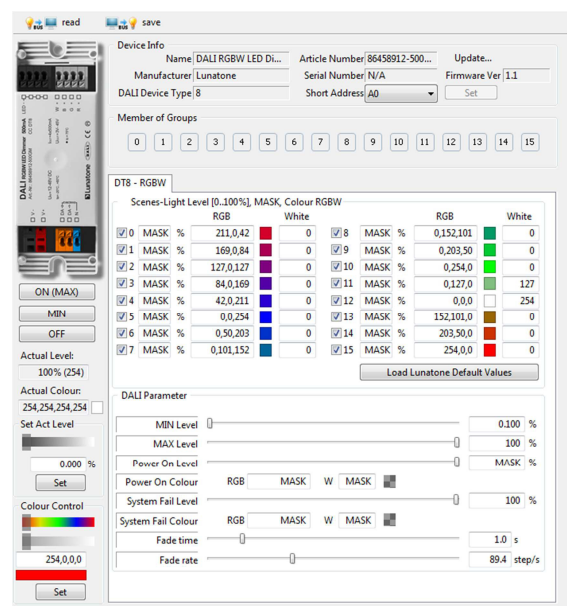 read save
Device Info
Name DALI RGBW LED Di... Article Number 86458912-500... Update...
Manufacturer Lunatone Serial Number N/A Firmware Ver 1.1
DALI Device Type 8 Short Address A0 Set
Member of Groups
0 1 2 3 4 5 6 7 8 9 10 11 12 13 14 15
DT8 - RGBW
Scenes-Light Level [0..100%], MASK, Colour RGBW
RGB White RGB White
0 MASK % 211,0,42 0 8 MASK % 0,152,101 0
1 MASK % 169,0,84 0 9 MASK % 0,203,50 0
2 MASK % 127,0,127 0 10 MASK % 0,254,0 0
3 MASK % 84,0,169 0 11 MASK % 0,127,0 127
4 MASK % 42,0,211 0 12 MASK % 0,0,0 254
5 MASK % 0,0,254 0 13 MASK % 152,101,0 0
6 MASK % 0,50,203 0 14 MASK % 203,50,0 0
7 MASK % 0,101,152 0 15 MASK % 254,0,0 0
Load Lunatone Default Values
DALI Parameter
MIN Level 0.100 %
MAX Level 100 %
Power On Level MASK %
Power On Colour RGB MASK W MASK
System Fail Level 100 %
System Fail Colour RGB MASK W MASK
Fade time 1.0 s
Fade rate 89.4 step/s
BUS
BUS
DALI RGBW LED Dimmer 500mA
Lunatone
ON (MAX)
MIN
OFF
Actual Level:
100% (254)
Actual Colour:
254,254,254,254
Set Act Level
0.000 %
Set
Colour Control
254,0,0,0
Set